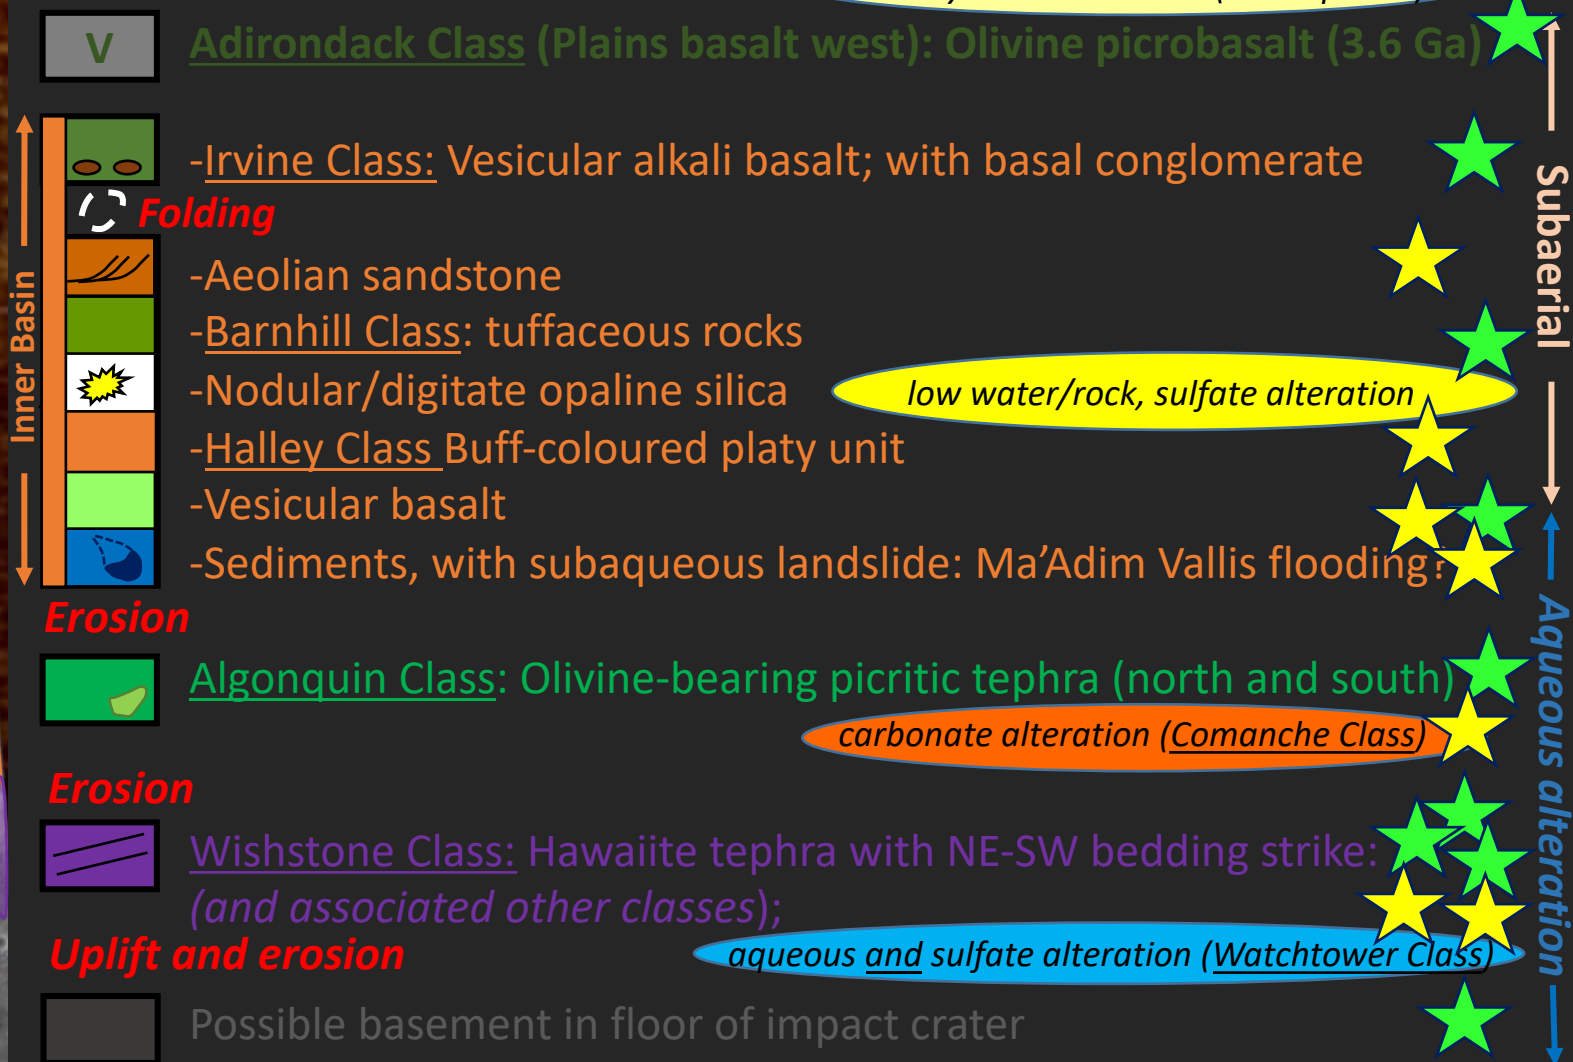 V
Adirondack Class (Plains basalt west): Olivine picrobasalt (3.6 Ga)
-Irvine Class: Vesicular alkali basalt; with basal conglomerate
Folding
-Aeolian sandstone
-Barnhill Class: tuffaceous rocks
-Nodular/digitate opaline silica
low water/rock, sulfate alteration
-Halley Class Buff-coloured platy unit
-Vesicular basalt
-Sediments, with subaqueous landslide: Ma’Adim Vallis flooding?
Inner Basin
Erosion
Algonquin Class: Olivine-bearing picritic tephra (north and south)
carbonate alteration (Comanche Class)
Erosion
Wishstone Class: Hawaiite tephra with NE-SW bedding strike:
(and associated other classes);
Uplift and erosion
aqueous and sulfate alteration (Watchtower Class)
Possible basement in floor of impact crater
Subaerial
Aqueous alteration